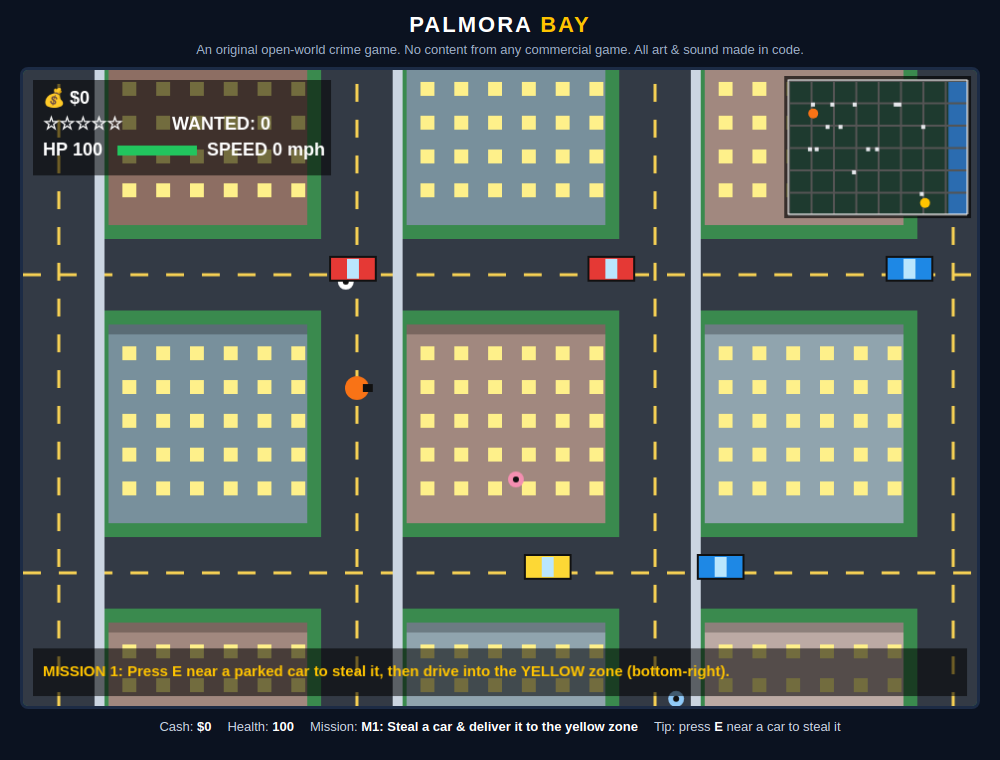 PALMORA BAY
An original open-world crime game. No content from any commercial game. All art & sound made in code.
💰 $0
☆☆☆☆☆ WANTED: 0
HP 100 SPEED 0 mph
MISSION 1: Press E near a parked car to steal it, then drive into the YELLOW zone (bottom-right).
Cash: $0 Health: 100 Mission: M1: Steal a car & deliver it to the yellow zone Tip: press E near a car to steal it